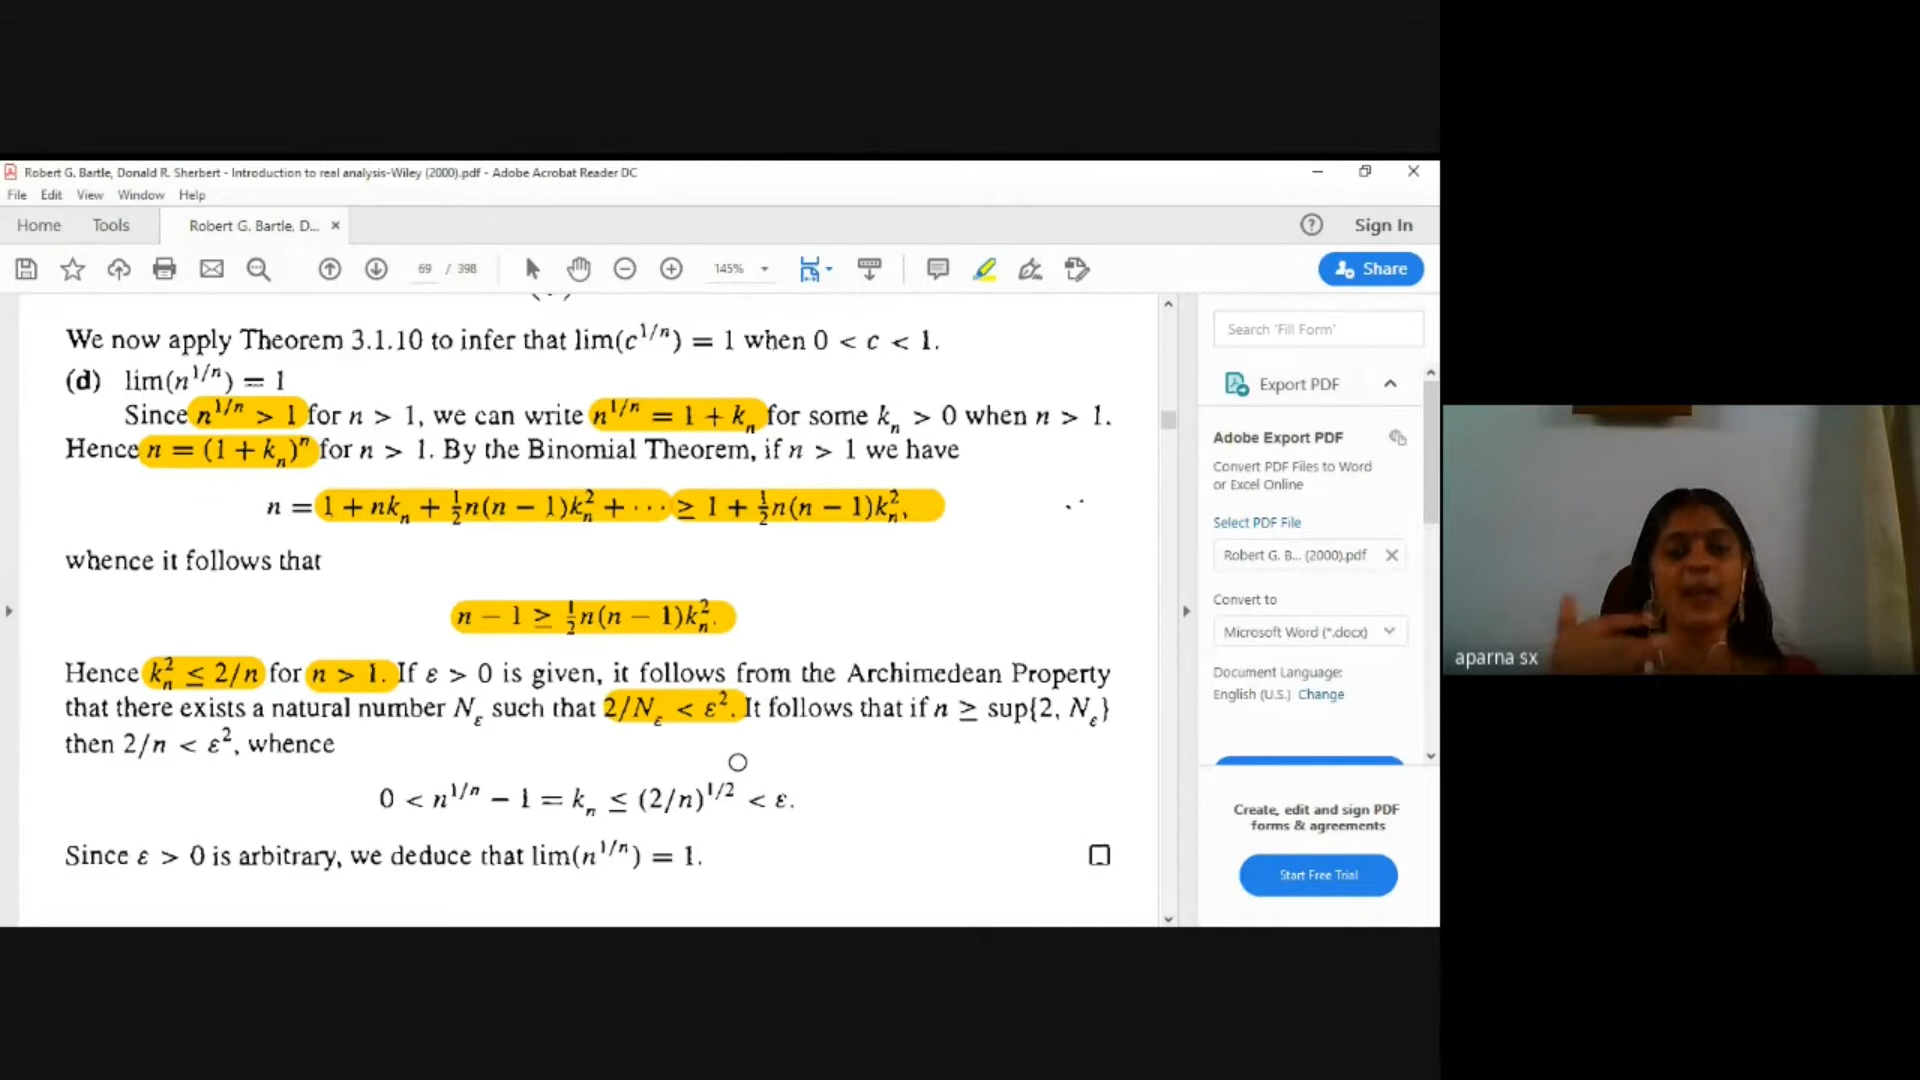 Robert G. Bartle, Donald R. Sherbert - Introduction to real analysis-Wiley (2000).pdf - Adobe Acrobat Reader DC
File Edit View Window Help
Home Tools Robert G. Bartle, D... × Sign In
69 / 398 145% Share
We now apply Theorem 3.1.10 to infer that lim(c^{1/n}) = 1 when 0 < c < 1.
(d) lim(n^{1/n}) = 1
Since n^{1/n} > 1 for n > 1, we can write n^{1/n} = 1 + k_n for some k_n > 0 when n > 1.
Hence n = (1 + k_n)^n for n > 1. By the Binomial Theorem, if n > 1 we have
n = 1 + nk_n + ½n(n − 1)k_n² + ··· ≥ 1 + ½n(n − 1)k_n²,
whence it follows that
n − 1 ≥ ½n(n − 1)k_n².
Hence k_n² ≤ 2/n for n > 1. If ε > 0 is given, it follows from the Archimedean Property
that there exists a natural number N_ε such that 2/N_ε < ε². It follows that if n ≥ sup{2, N_ε}
then 2/n < ε², whence
0 < n^{1/n} − 1 = k_n ≤ (2/n)^{1/2} < ε.
Since ε > 0 is arbitrary, we deduce that lim(n^{1/n}) = 1. □
Search 'Fill Form'
Export PDF
Adobe Export PDF
Convert PDF Files to Word
or Excel Online
Select PDF File
Robert G. B... (2000).pdf ×
Convert to
Microsoft Word (*.docx)
Document Language:
English (U.S.) Change
Create, edit and sign PDF
forms & agreements
Start Free Trial
aparna sx